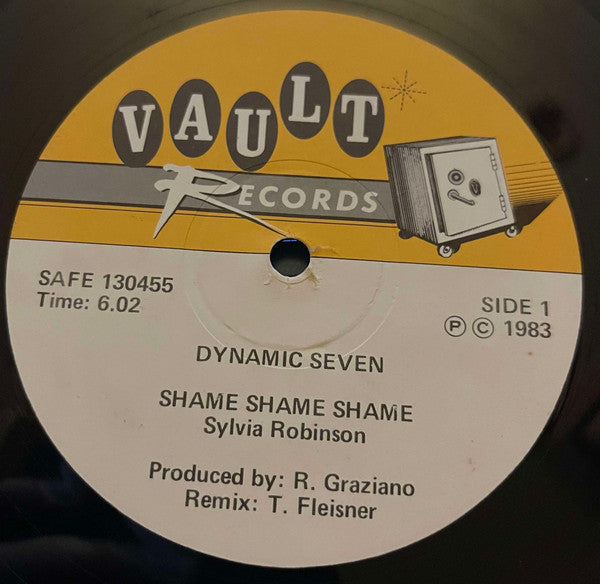 VAULT
RECORDS
SAFE 130455
Time: 6.02
SIDE 1
Ⓟ © 1983
DYNAMIC SEVEN
SHAME SHAME SHAME
Sylvia Robinson
Produced by: R. Graziano
Remix: T. Fleisner